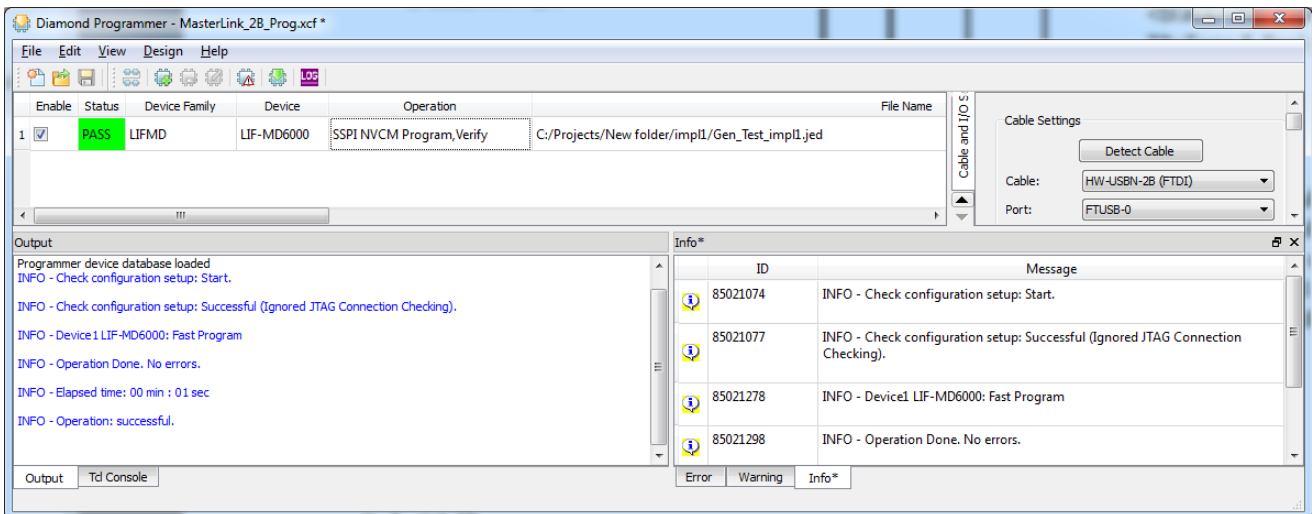 Diamond Programmer - MasterLink_2B_Prog.xcf *
File Edit View Design Help
LOG
Enable Status Device Family Device Operation File Name
1 PASS LIFMD LIF-MD6000 SSPI NVCM Program,Verify C:/Projects/New folder/impl1/Gen_Test_impl1.jed
Cable and I/O S
Cable Settings
Detect Cable
Cable: HW-USBN-2B (FTDI)
Port: FTUSB-0
Output
Programmer device database loaded
INFO - Check configuration setup: Start.
INFO - Check configuration setup: Successful (Ignored JTAG Connection Checking).
INFO - Device1 LIF-MD6000: Fast Program
INFO - Operation Done. No errors.
INFO - Elapsed time: 00 min : 01 sec
INFO - Operation: successful.
Output Tcl Console
Info*
ID Message
85021074 INFO - Check configuration setup: Start.
85021077 INFO - Check configuration setup: Successful (Ignored JTAG Connection
Checking).
85021278 INFO - Device1 LIF-MD6000: Fast Program
85021298 INFO - Operation Done. No errors.
Error Warning Info*